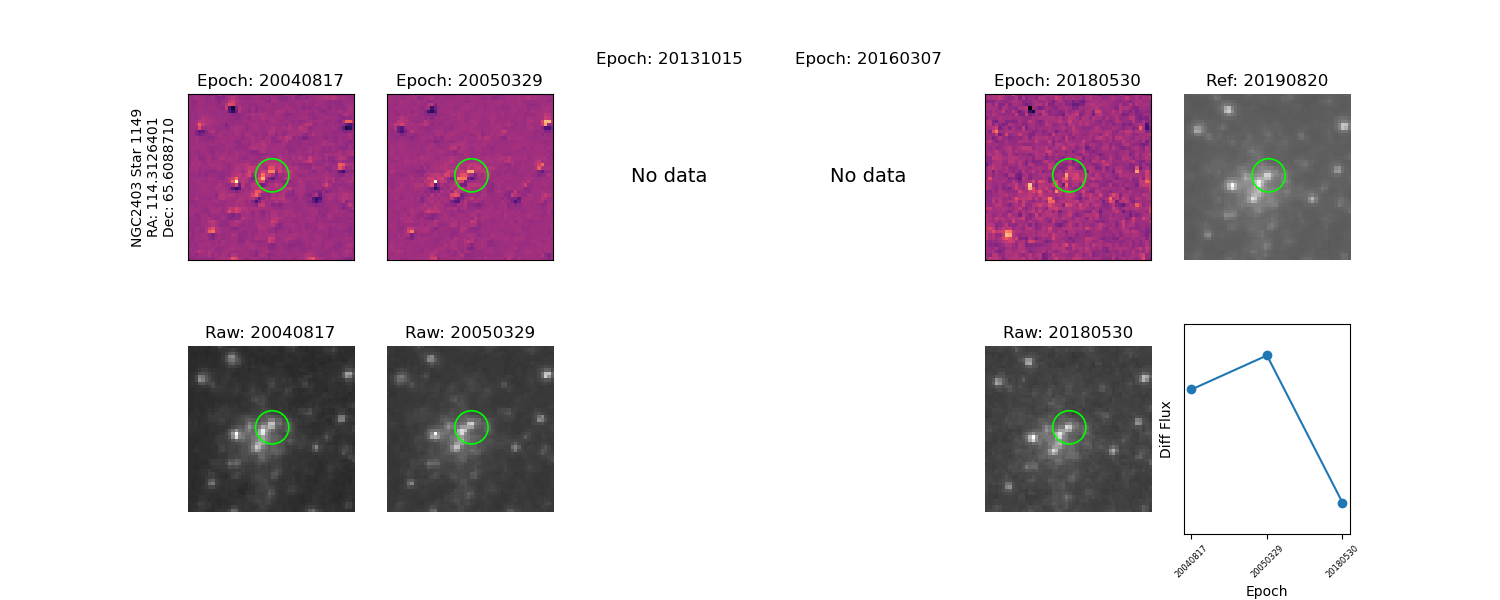 Epoch: 20131015
Epoch: 20160307
Epoch: 20040817
Epoch: 20050329
Epoch: 20180530
Ref: 20190820
NGC2403 Star 1149
RA: 114.3126401
Dec: 65.6088710
No data
No data
Raw: 20040817
Raw: 20050329
Raw: 20180530
Diff Flux
20040817
20050329
20180530
Epoch